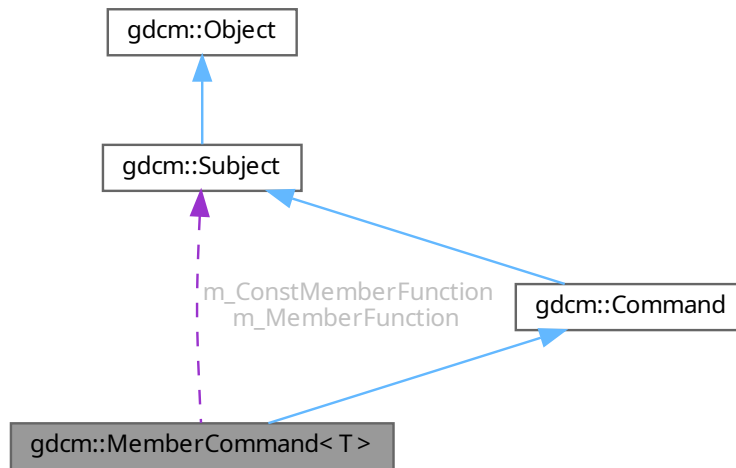 gdcm::Object
gdcm::Subject
m_ConstMemberFunction
m_MemberFunction
gdcm::Command
gdcm::MemberCommand< T >